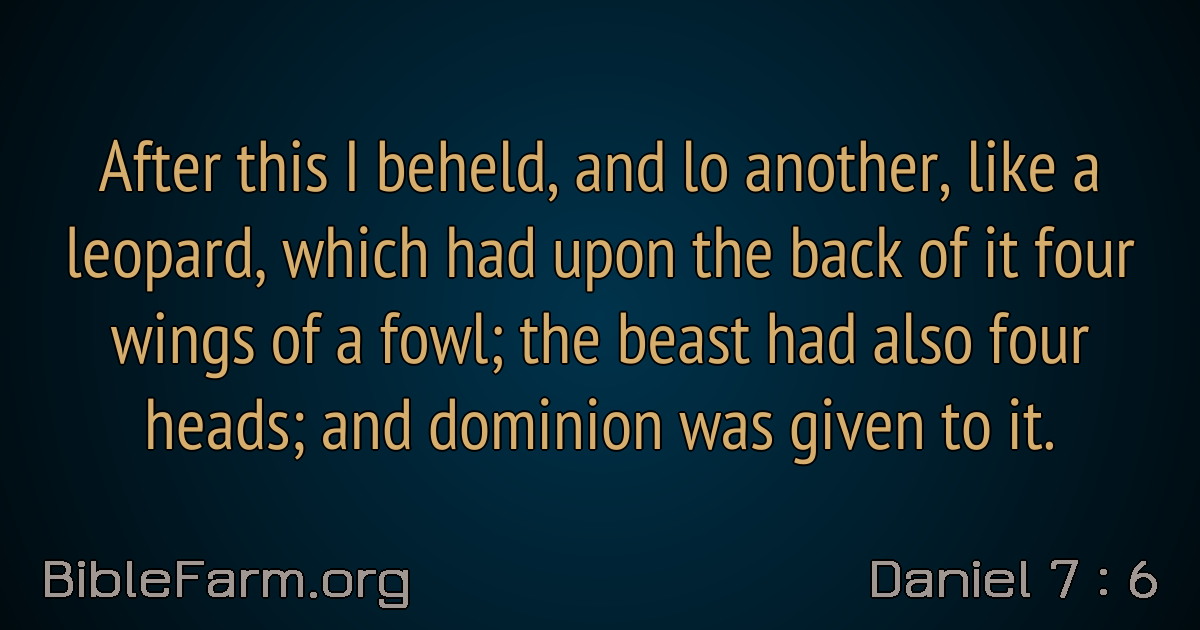 After this I beheld, and lo another, like a
leopard, which had upon the back of it four
wings of a fowl; the beast had also four
heads; and dominion was given to it.
BibleFarm.org
Daniel 7 : 6